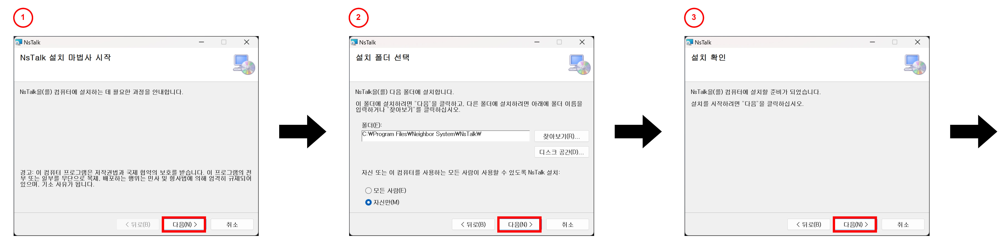 1
NsTalk
NsTalk 설치 마법사 시작
NsTalk을(를) 컴퓨터에 설치하는 데 필요한 과정을 안내합니다.
경고: 이 컴퓨터 프로그램은 저작권법과 국제 협약의 보호를 받습니다. 이 프로그램의 전
부 또는 일부를 무단으로 복제, 배포하는 행위는 민사 및 형사법에 의해 엄격히 규제되어
있으며, 기소 사유가 됩니다.
< 뒤로(B) 다음(N) > 취소
2
NsTalk
설치 폴더 선택
NsTalk을(를) 다음 폴더에 설치합니다.
이 폴더에 설치하려면 "다음"을 클릭하고, 다른 폴더에 설치하려면 아래에 폴더 이름을
입력하거나 "찾아보기"를 클릭하십시오.
폴더(F):
C:₩Program Files₩Neighbor System₩NsTalk₩
찾아보기(R)...
디스크 공간(D)...
자신 또는 이 컴퓨터를 사용하는 모든 사람이 사용할 수 있도록 NsTalk 설치:
모든 사람(E)
자신만(M)
< 뒤로(B) 다음(N) > 취소
3
NsTalk
설치 확인
NsTalk을(를) 컴퓨터에 설치할 준비가 되었습니다.
설치를 시작하려면 "다음"을 클릭하십시오.
< 뒤로(B) 다음(N) > 취소